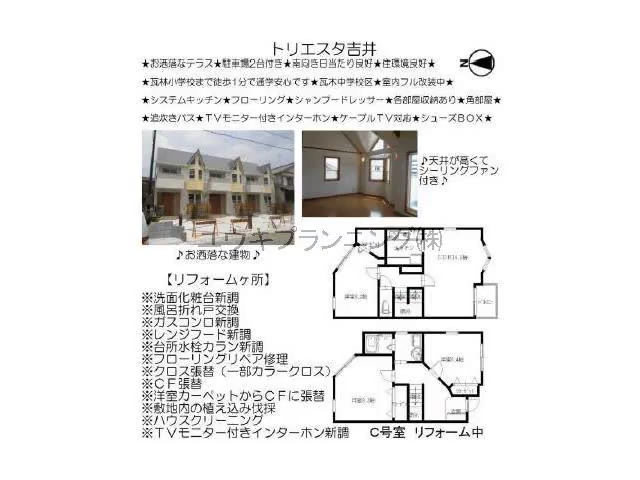 トリエスタ吉井
N
★お洒落なテラス★駐車場2台付き★南向き日当たり良好★住環境良好★
★瓦林小学校まで徒歩1分で通学安心です★瓦木中学校区★室内フル改装中★
★システムキッチン★フローリング★シャンプードレッサー★各部屋収納あり★角部屋★
★追炊きバス★TVモニター付きインターホン★ケーブルTV対応★シューズBOX★
♪天井が高くて
シーリングファン
付き♪
ユウキプランニング㈱
♪お洒落な建物♪
【リフォームヶ所】
※洗面化粧台新調
※風呂折れ戸交換
※ガスコンロ新調
※レンジフード新調
※台所水栓カラン新調
※フローリングリペア修理
※クロス張替（一部カラークロス）
※CF張替
※洋室カーペットからCFに張替
※敷地内の植え込み伐採
※ハウスクリーニング
※TVモニター付きインターホン新調
C号室 リフォーム中